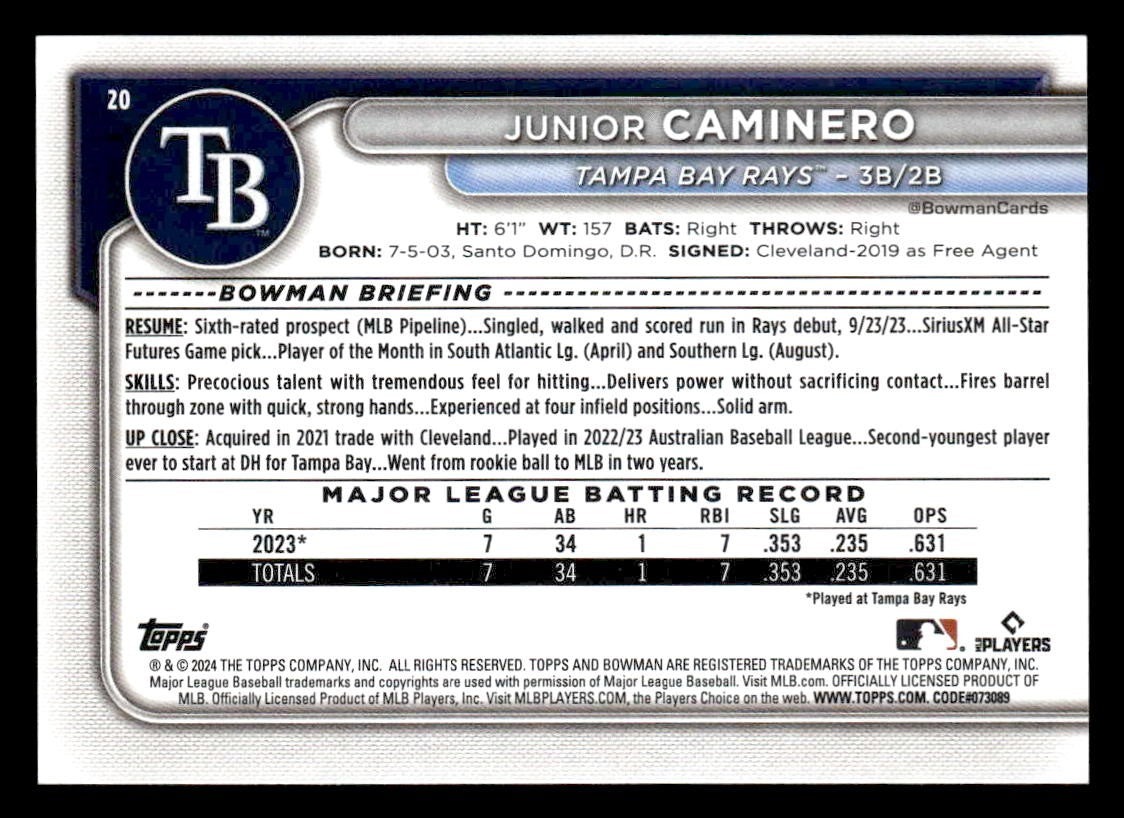 20
TB™
JUNIOR CAMINERO
TAMPA BAY RAYS™ – 3B/2B
@BowmanCards
HT: 6'1" WT: 157 BATS: Right THROWS: Right
BORN: 7-5-03, Santo Domingo, D.R. SIGNED: Cleveland-2019 as Free Agent
BOWMAN BRIEFING
RESUME: Sixth-rated prospect (MLB Pipeline)...Singled, walked and scored run in Rays debut, 9/23/23...SiriusXM All-Star
Futures Game pick...Player of the Month in South Atlantic Lg. (April) and Southern Lg. (August).
SKILLS: Precocious talent with tremendous feel for hitting...Delivers power without sacrificing contact...Fires barrel
through zone with quick, strong hands...Experienced at four infield positions...Solid arm.
UP CLOSE: Acquired in 2021 trade with Cleveland...Played in 2022/23 Australian Baseball League...Second-youngest player
ever to start at DH for Tampa Bay...Went from rookie ball to MLB in two years.
MAJOR LEAGUE BATTING RECORD
YR G AB HR RBI SLG AVG OPS
2023* 7 34 1 7 .353 .235 .631
TOTALS 7 34 1 7 .353 .235 .631
*Played at Tampa Bay Rays
Topps
PLAYERS
® & © 2024 THE TOPPS COMPANY, INC. ALL RIGHTS RESERVED. TOPPS AND BOWMAN ARE REGISTERED TRADEMARKS OF THE TOPPS COMPANY, INC.
Major League Baseball trademarks and copyrights are used with permission of Major League Baseball. Visit MLB.com. OFFICIALLY LICENSED PRODUCT OF
MLB. Officially Licensed Product of MLB Players, Inc. Visit MLBPLAYERS.COM, the Players Choice on the web. WWW.TOPPS.COM. CODE#073089